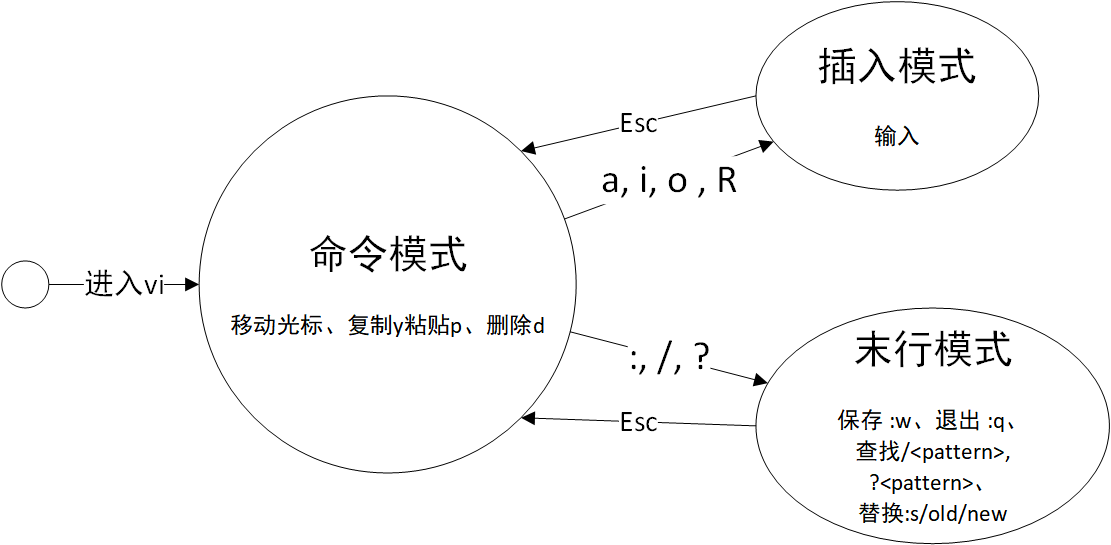 插入模式
输入
Esc
a, i, o , R
命令模式
移动光标、复制y粘贴p、删除d
进入vi
:, /, ?
Esc
末行模式
保存 :w、退出 :q、
查找/<pattern>,
?<pattern>、
替换:s/old/new